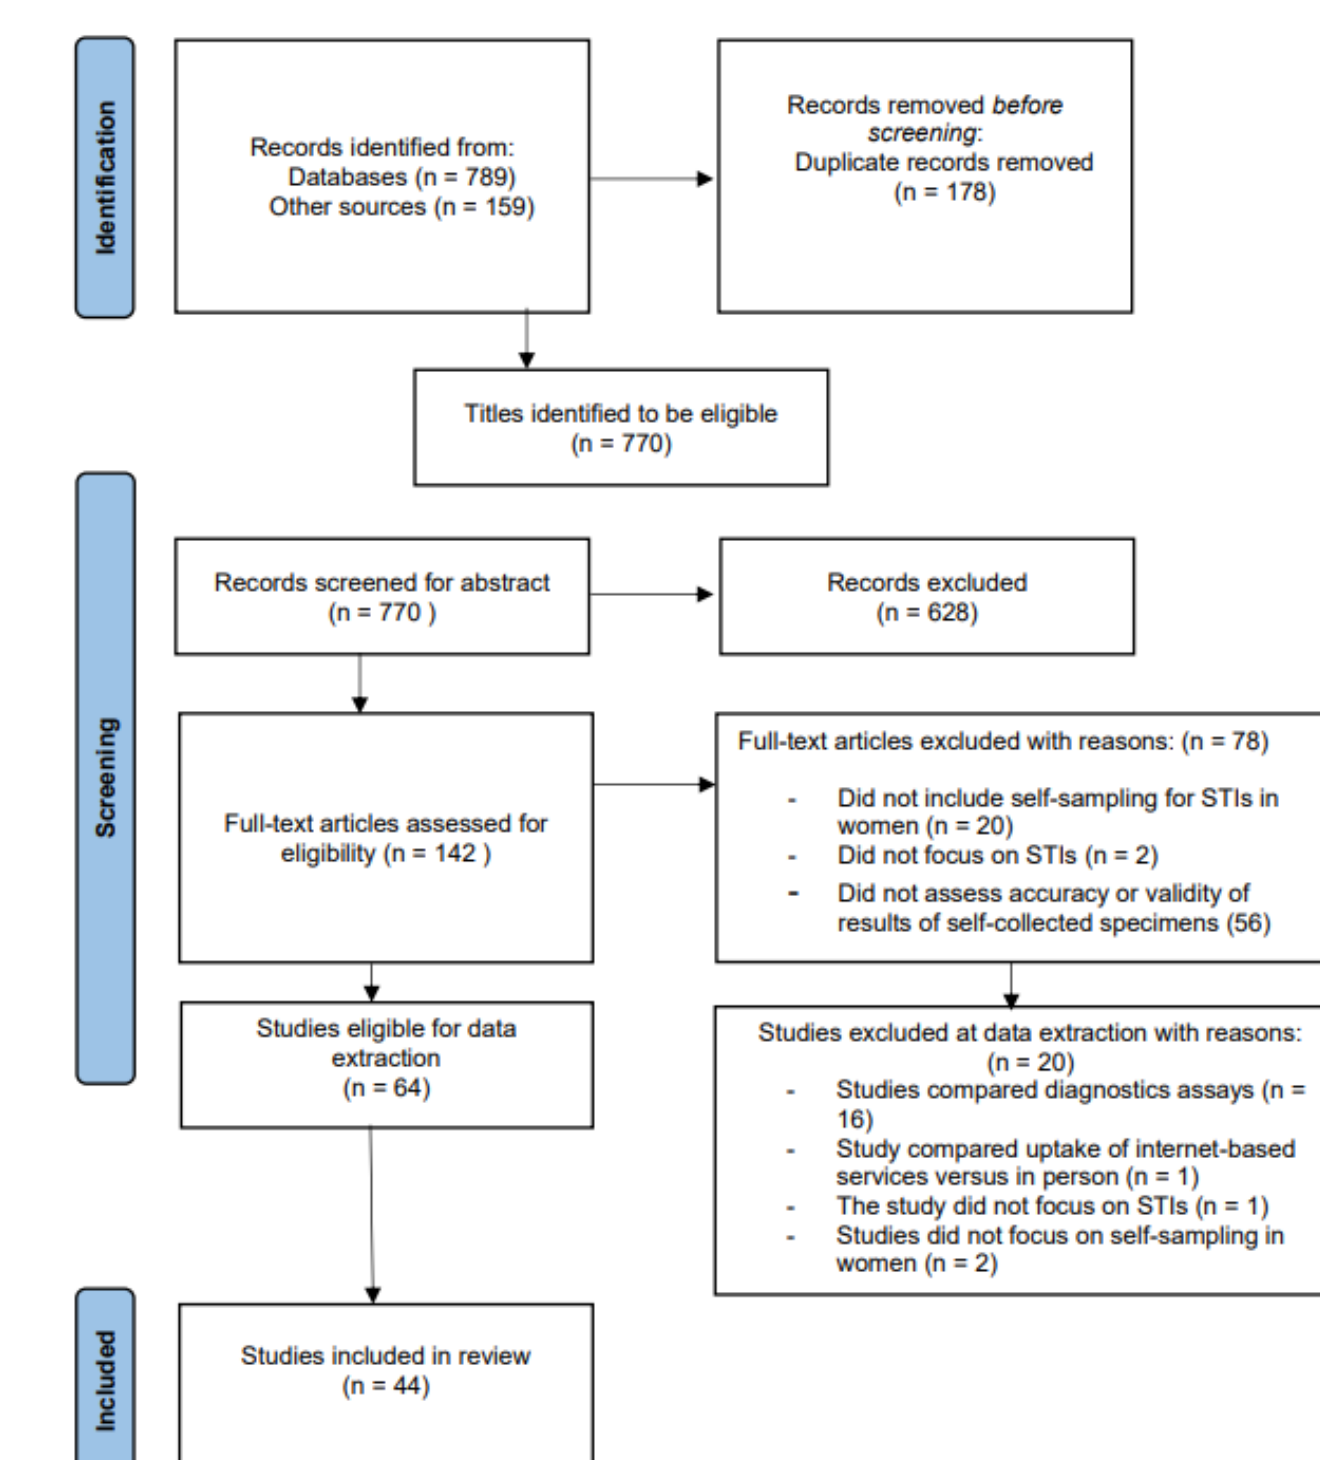 Identification
Records identified from:
Databases (n = 789)
Other sources (n = 159)
Records removed before
screening:
Duplicate records removed
(n = 178)
Titles identified to be eligible
(n = 770)
Screening
Records screened for abstract
(n = 770 )
Records excluded
(n = 628)
Full-text articles assessed for
eligibility (n = 142 )
Full-text articles excluded with reasons: (n = 78)
- Did not include self-sampling for STIs in
women (n = 20)
- Did not focus on STIs (n = 2)
- Did not assess accuracy or validity of
results of self-collected specimens (56)
Studies eligible for data
extraction
(n = 64)
Studies excluded at data extraction with reasons:
(n = 20)
- Studies compared diagnostics assays (n =
16)
- Study compared uptake of internet-based
services versus in person (n = 1)
- The study did not focus on STIs (n = 1)
- Studies did not focus on self-sampling in
women (n = 2)
Included
Studies included in review
(n = 44)